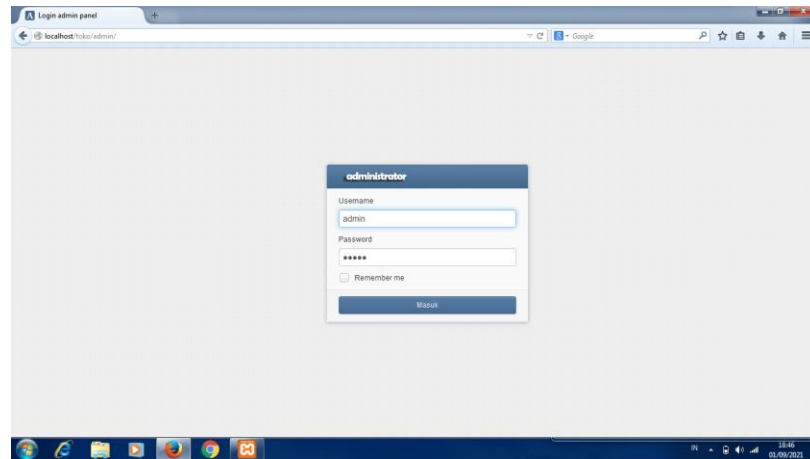 Login admin panel
localhost/toko/admin/
Google
administrator
Username
admin
Password
Remember me
Masuk
IN
18:46
01/09/2021